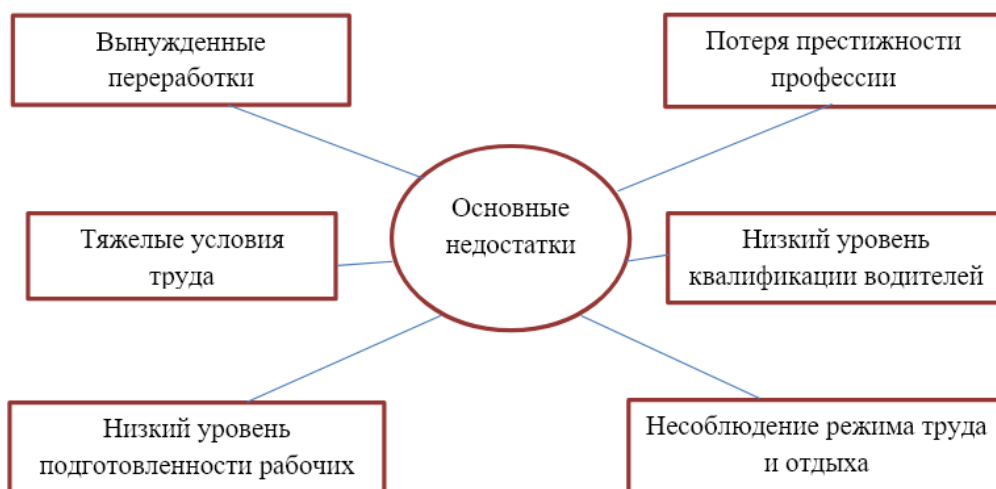 Вынужденные
переработки
Потеря престижности
профессии
Основные
недостатки
Тяжелые условия
труда
Низкий уровень
квалификации водителей
Низкий уровень
подготовленности рабочих
Несоблюдение режима труда
и отдыха